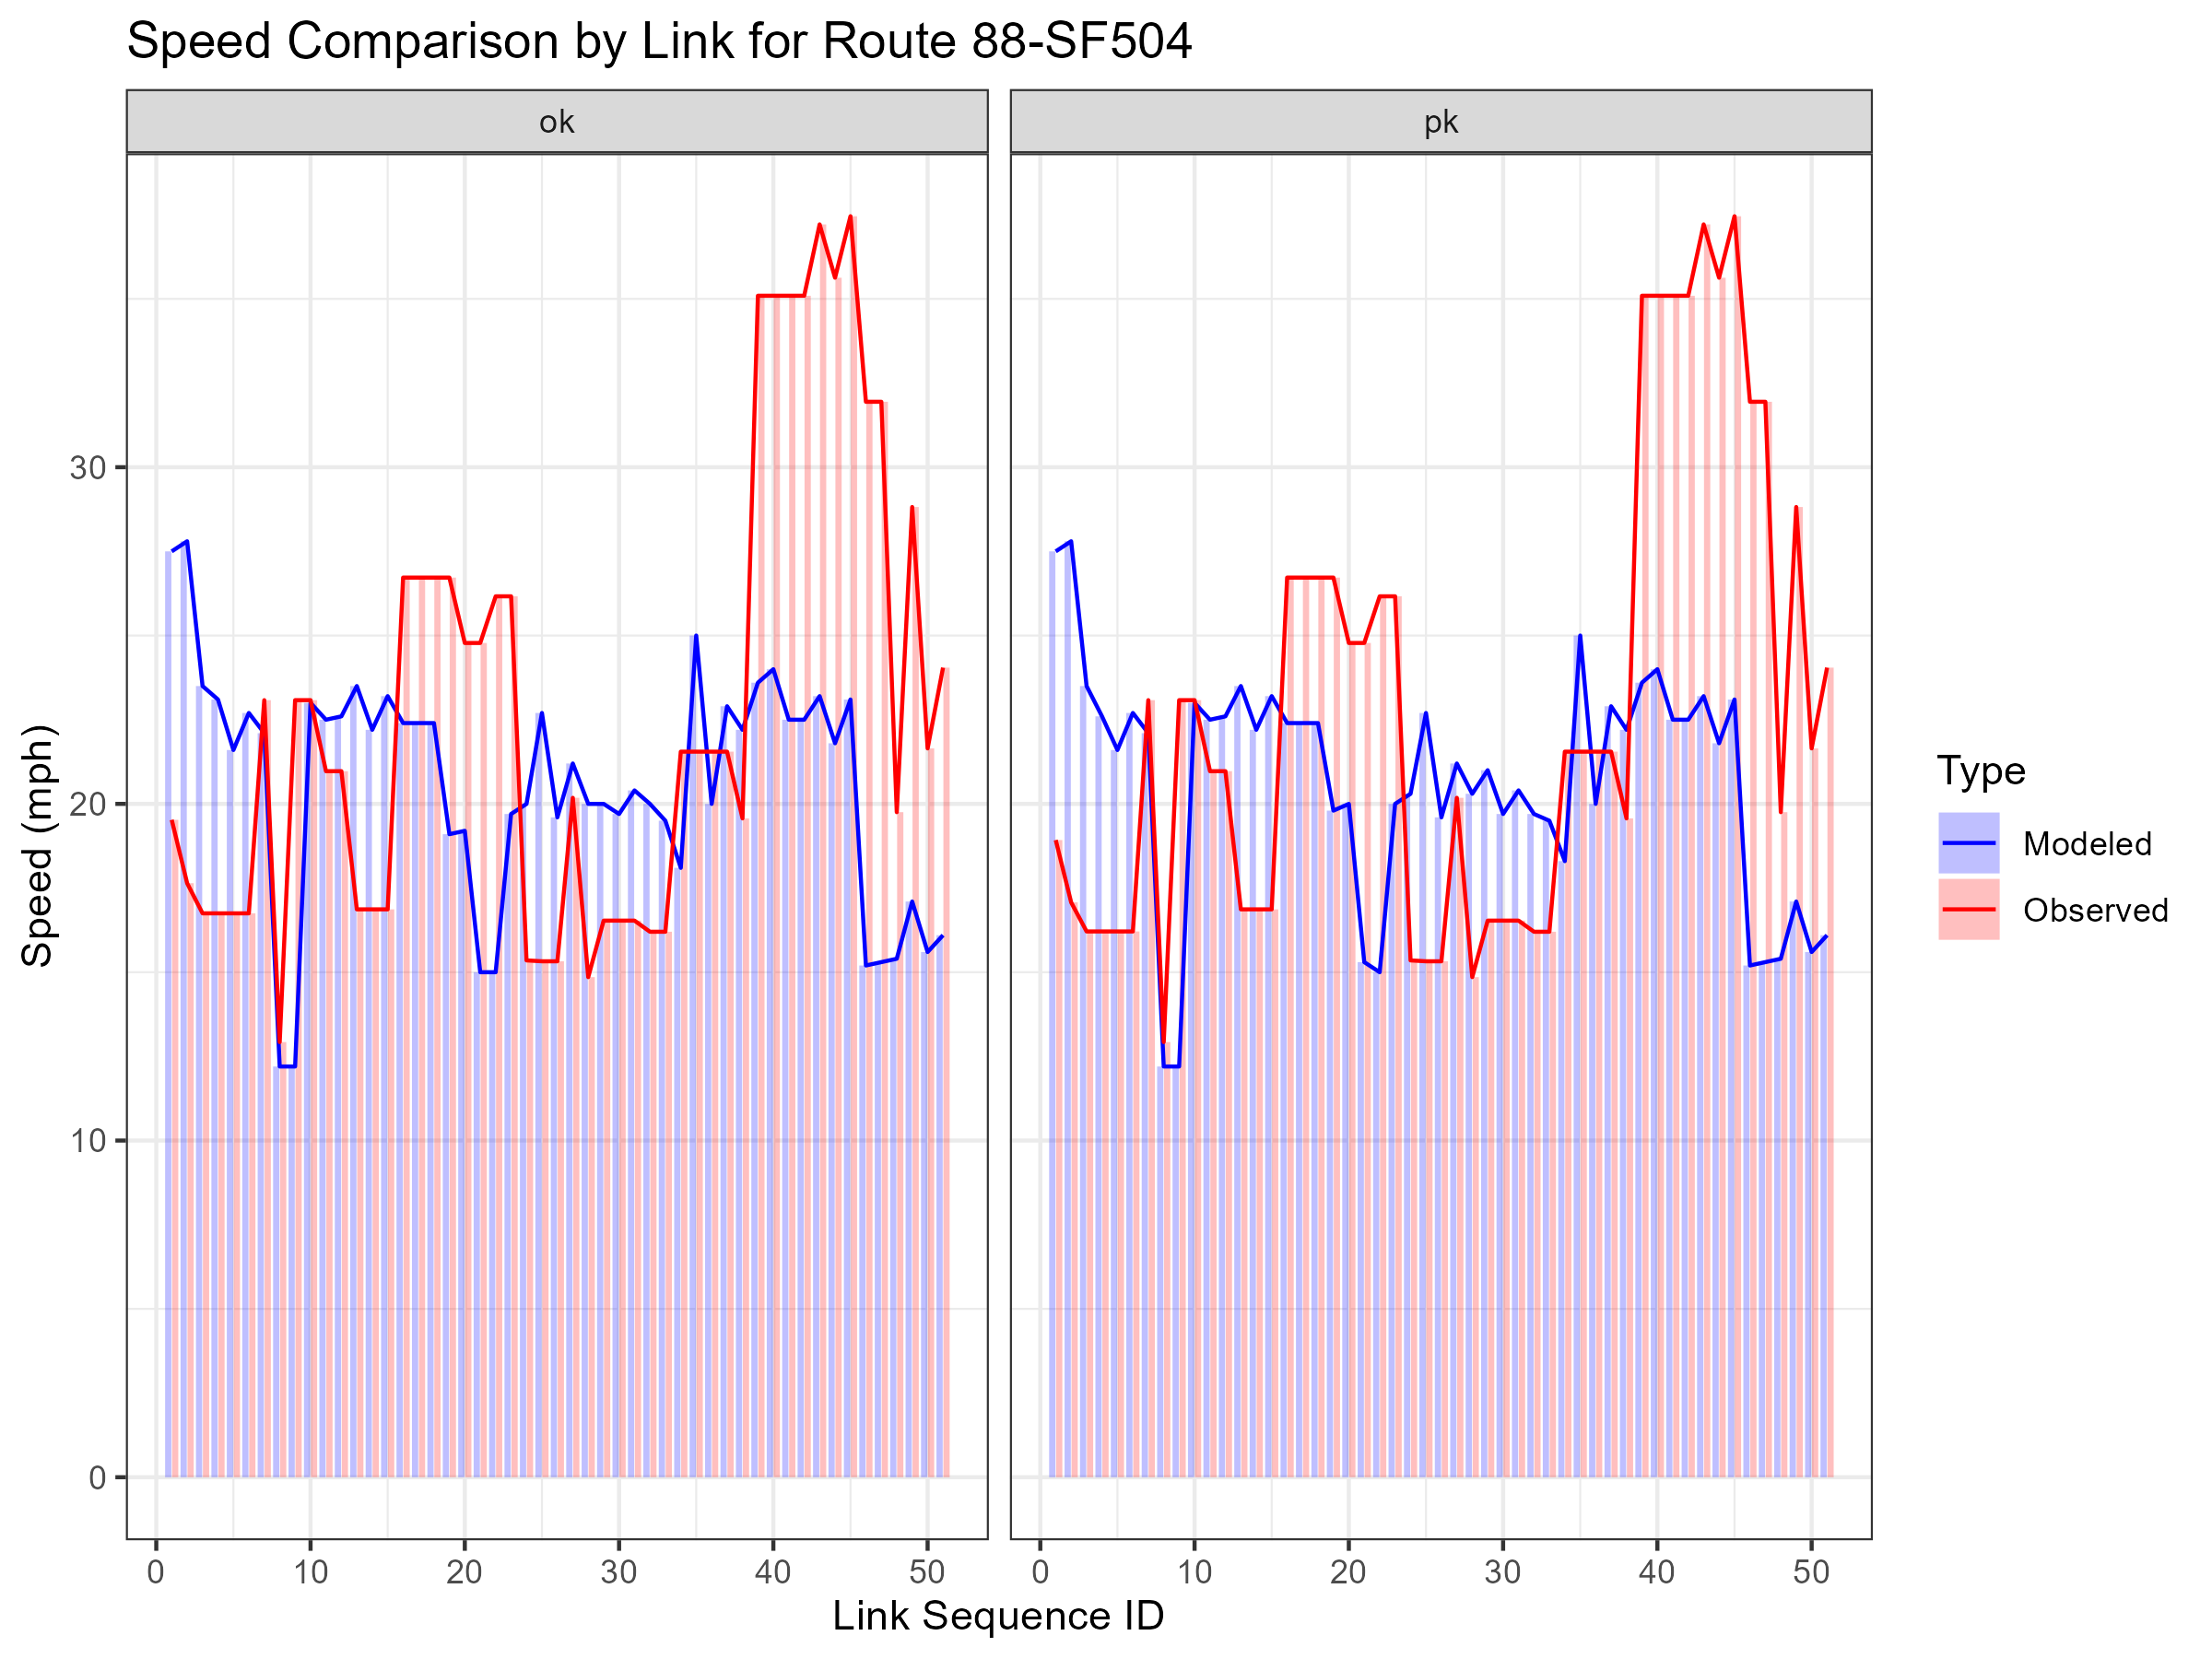 Speed Comparison by Link for Route 88-SF504
ok
pk
30
20
10
0
Speed (mph)
0 10 20 30 40 50
0 10 20 30 40 50
Link Sequence ID
Type
Modeled
Observed